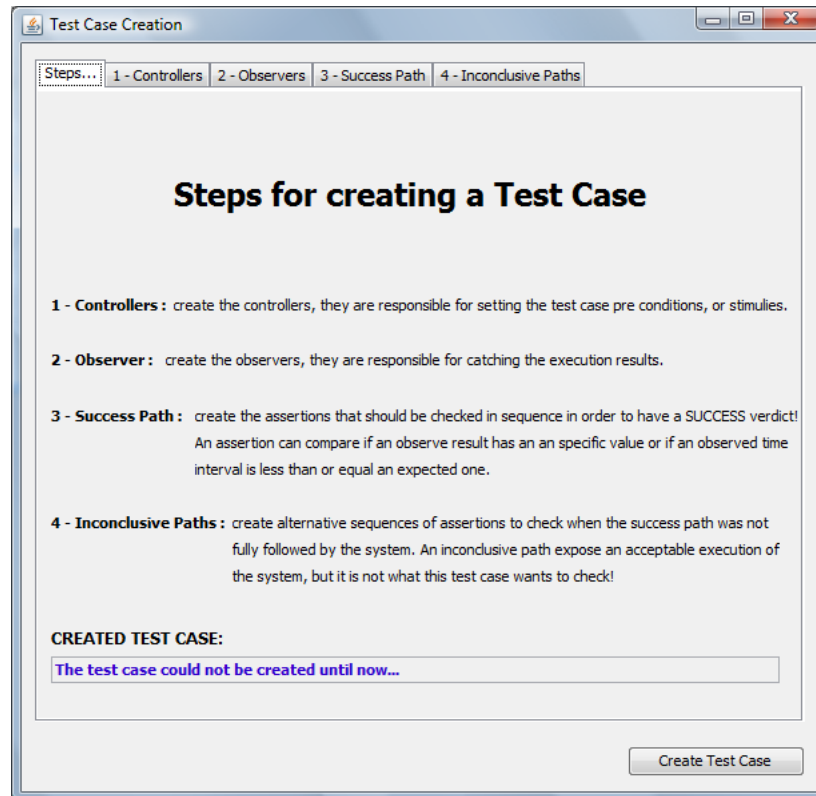 Test Case Creation
Steps... 1 - Controllers 2 - Observers 3 - Success Path 4 - Inconclusive Paths
Steps for creating a Test Case
1 - Controllers : create the controllers, they are responsible for setting the test case pre conditions, or stimulies.
2 - Observer : create the observers, they are responsible for catching the execution results.
3 - Success Path : create the assertions that should be checked in sequence in order to have a SUCCESS verdict!
An assertion can compare if an observe result has an an specific value or if an observed time
interval is less than or equal an expected one.
4 - Inconclusive Paths : create alternative sequences of assertions to check when the success path was not
fully followed by the system. An inconclusive path expose an acceptable execution of
the system, but it is not what this test case wants to check!
CREATED TEST CASE:
The test case could not be created until now...
Create Test Case